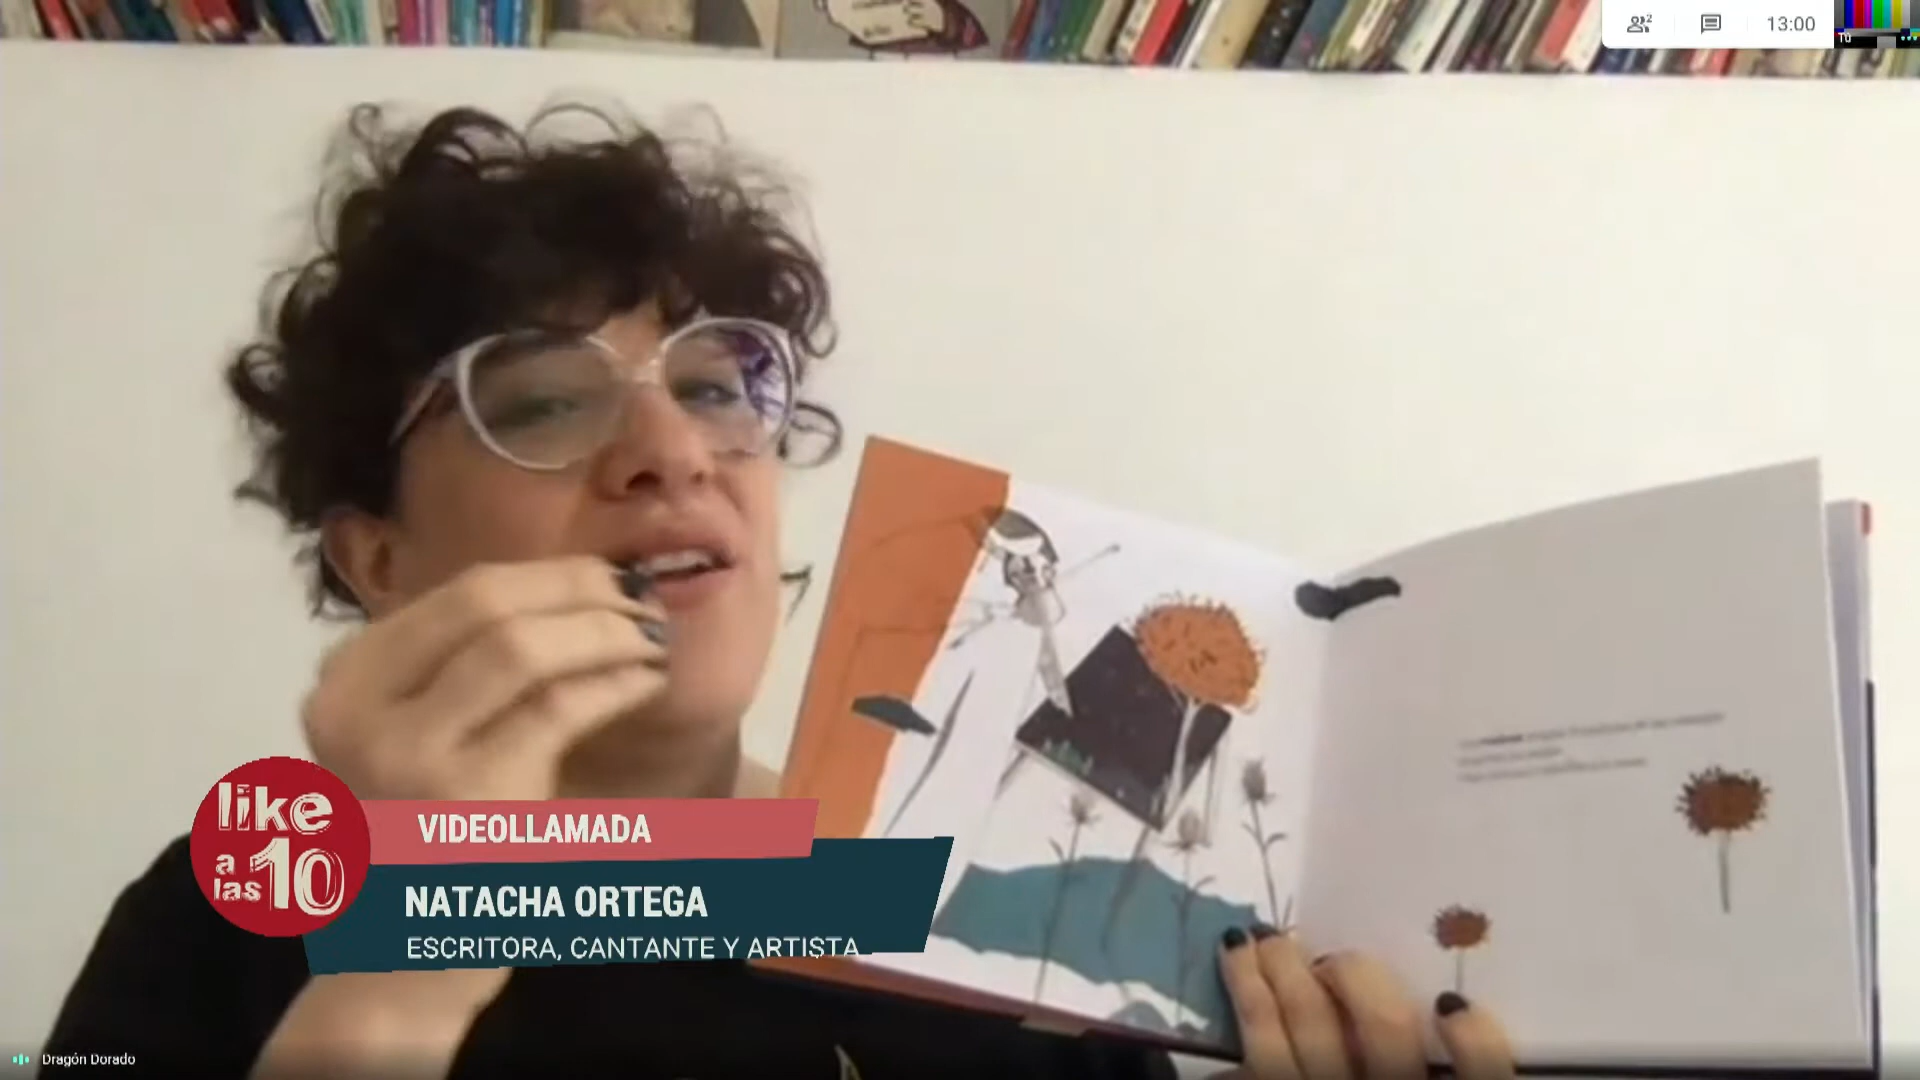 13:00
Tú
like
a las 10
VIDEOLLAMADA
NATACHA ORTEGA
ESCRITORA, CANTANTE Y ARTISTA
Dragón Dorado